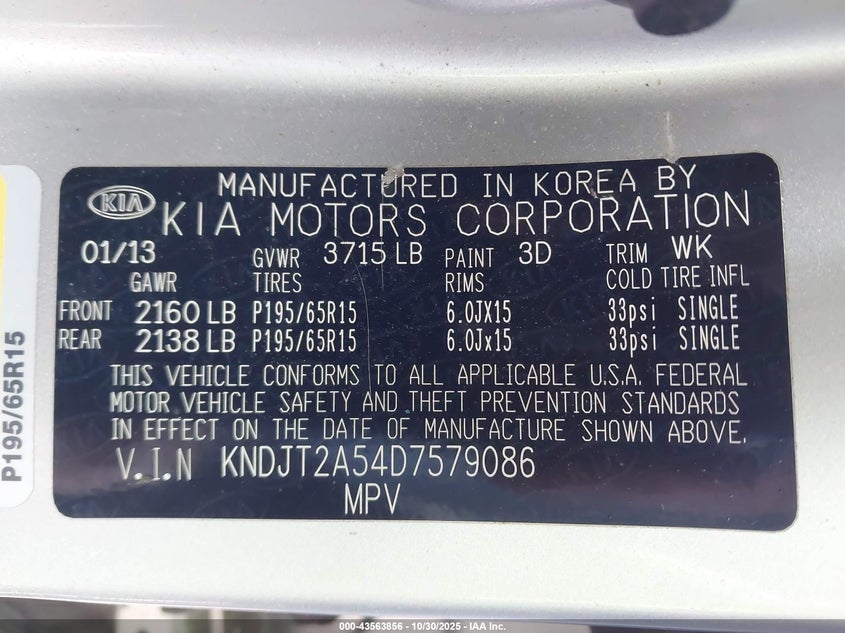 MANUFACTURED IN KOREA BY
KIA KIA MOTORS CORPORATION
01/13 GVWR 3715 LB PAINT 3D TRIM WK
GAWR TIRES RIMS COLD TIRE INFL
FRONT 2160 LB P195/65R15 6.0JX15 33psi SINGLE
REAR 2138 LB P195/65R15 6.0Jx15 33psi SINGLE
THIS VEHICLE CONFORMS TO ALL APPLICABLE U.S.A. FEDERAL
MOTOR VEHICLE SAFETY AND THEFT PREVENTION STANDARDS
IN EFFECT ON THE DATE OF MANUFACTURE SHOWN ABOVE.
V.I.N KNDJT2A54D7579086
MPV
P195/65R15
000-43563856 - 10/30/2025 - IAA Inc.